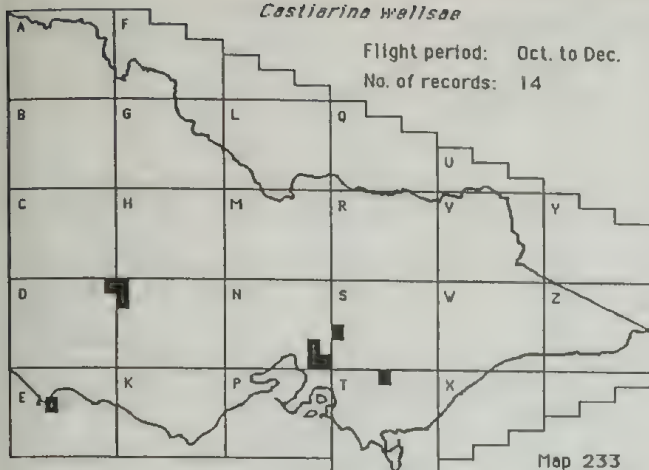 Castiarina wellsae
Flight period: Oct. to Dec.
No. of records: 14
A F
B G L Q
U
C H M R V Y
D N S W Z
E K P T X
Map 233